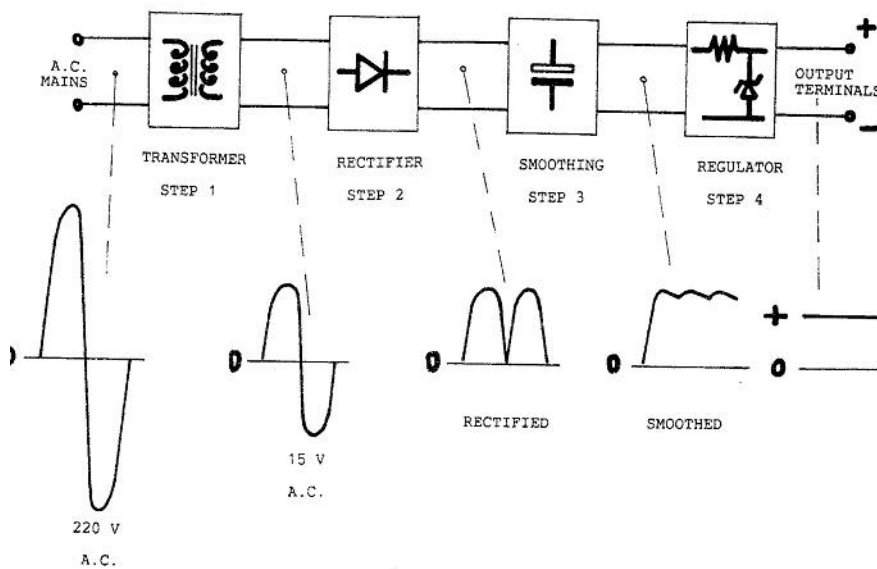 +
A.C.
MAINS
OUTPUT
TERMINALS
−
TRANSFORMER
STEP 1
RECTIFIER
STEP 2
SMOOTHING
STEP 3
REGULATOR
STEP 4
+
0
0
0
0
0
RECTIFIED
SMOOTHED
15 V
A.C.
220 V
A.C.